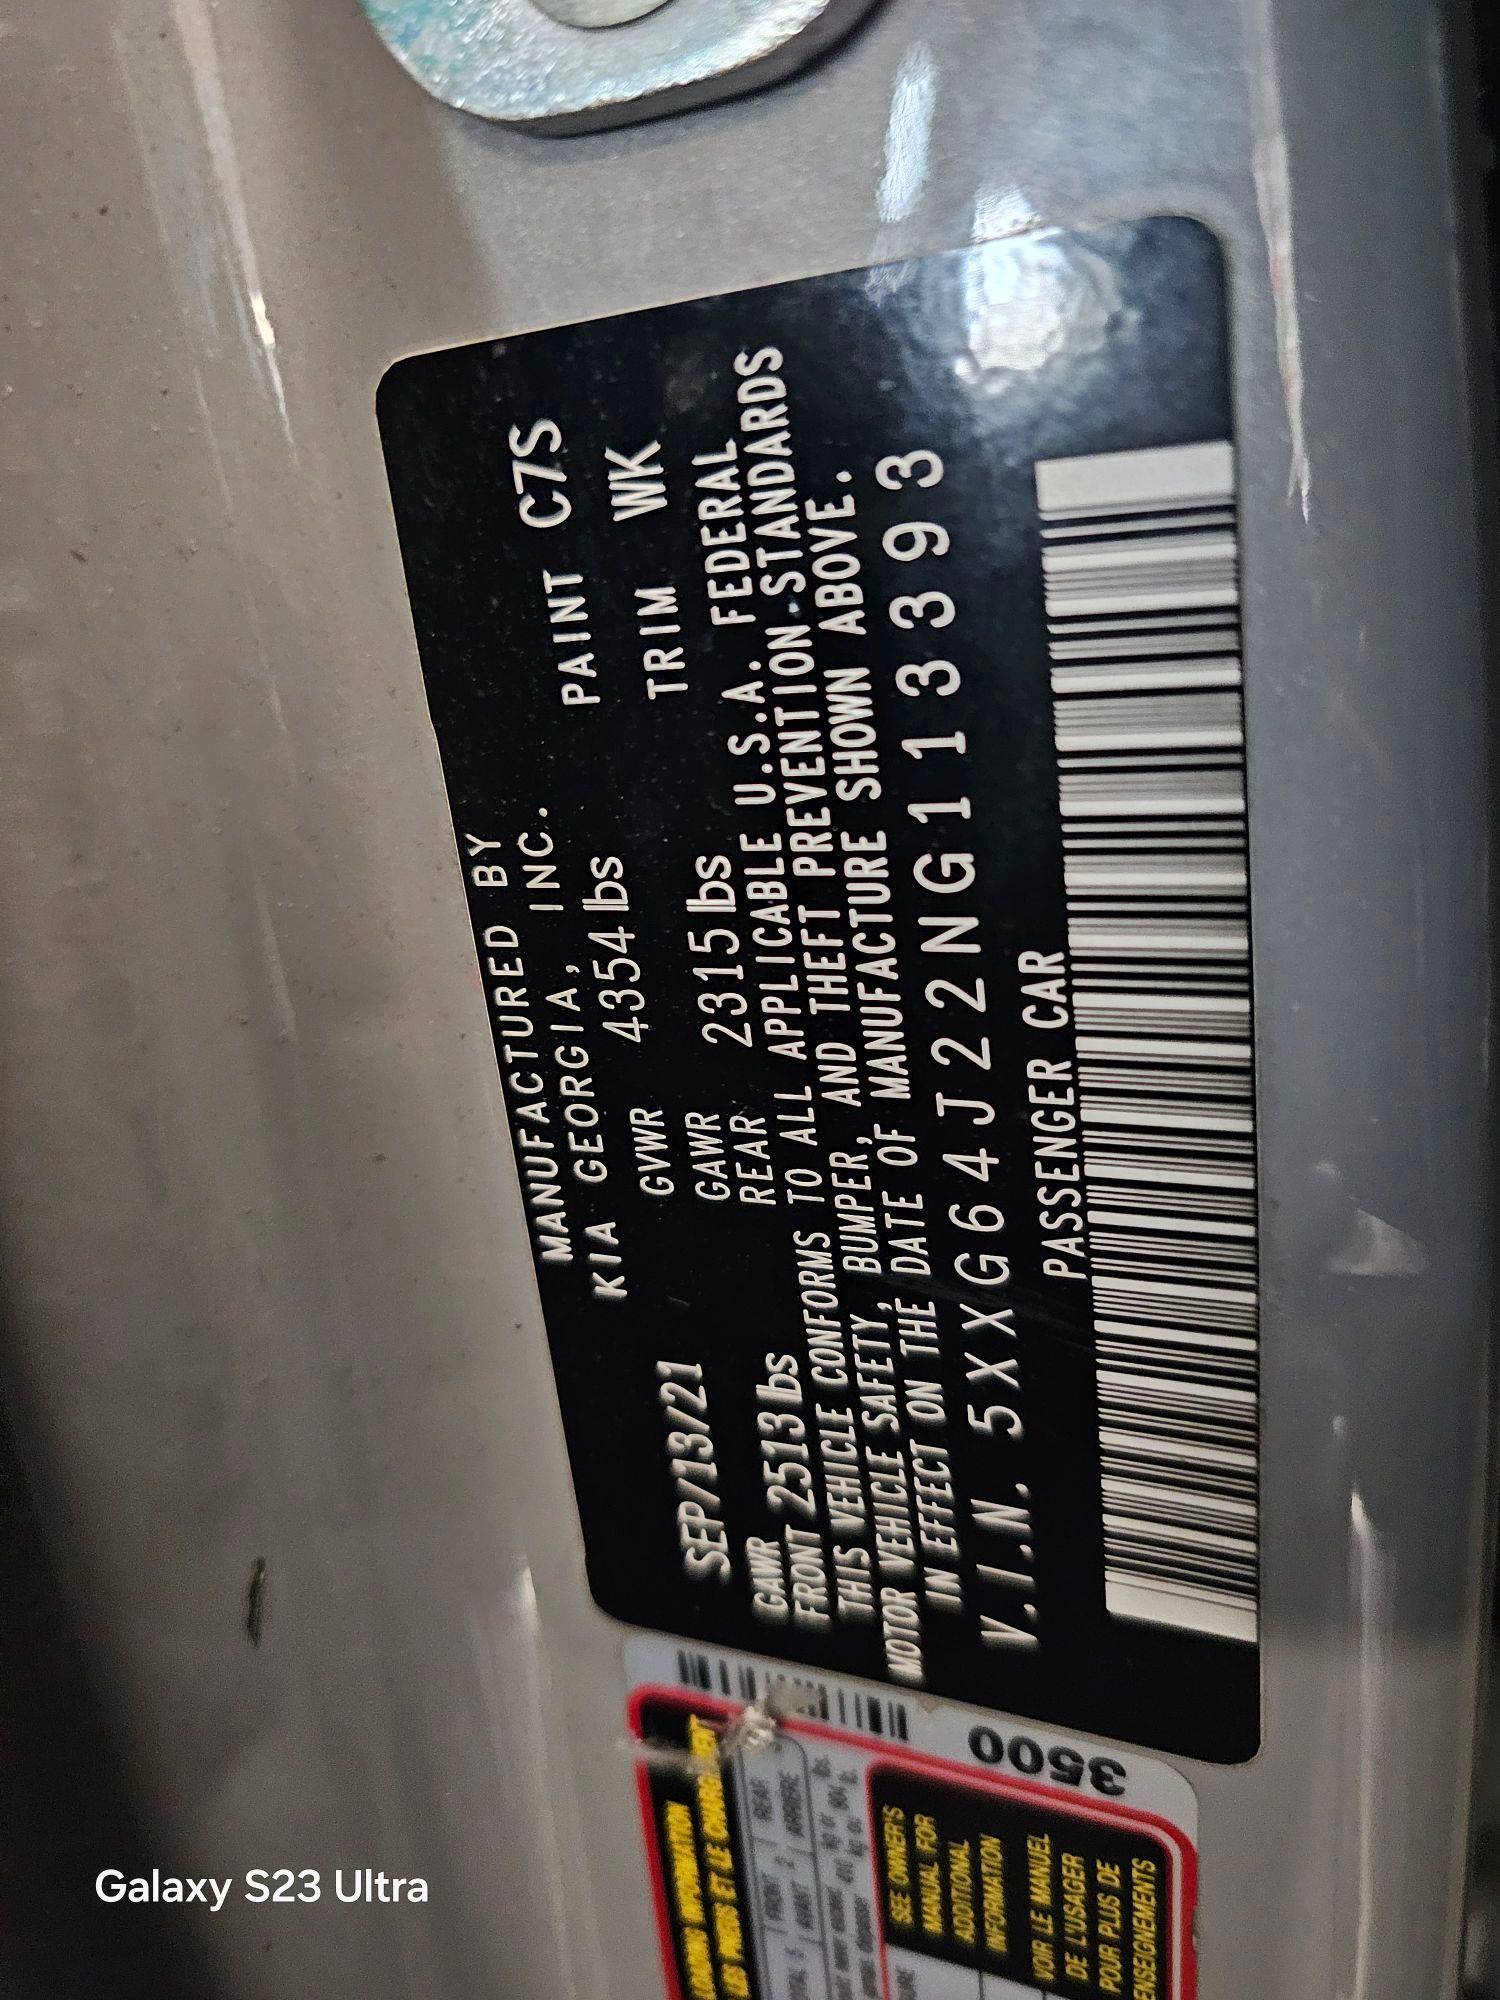 MANUFACTURED BY
KIA GEORGIA, INC.
PAINT C7S
SEP/13/21
GVWR 4354 lbs
TRIM WK
GAWR
FRONT 2513 lbs
GAWR
REAR 2315 lbs
THIS VEHICLE CONFORMS TO ALL APPLICABLE U.S.A. FEDERAL
MOTOR VEHICLE SAFETY, BUMPER, AND THEFT PREVENTION STANDARDS
IN EFFECT ON THE DATE OF MANUFACTURE SHOWN ABOVE.
V.I.N. 5XXG64J22NG113393
PASSENGER CAR
3500
FRONT
REAR
ARRIERE
SEE OWNER'S
MANUAL FOR
ADDITIONAL
INFORMATION
VOIR LE MANUEL
DE L'USAGER
POUR PLUS DE
Galaxy S23 Ultra